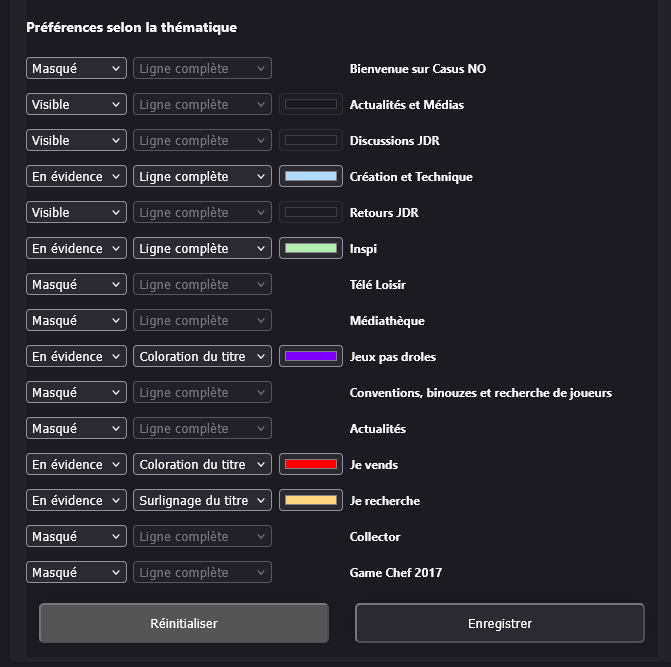 Préférences selon la thématique
Masqué Ligne complète Bienvenue sur Casus NO
Visible Ligne complète Actualités et Médias
Visible Ligne complète Discussions JDR
En évidence Ligne complète Création et Technique
Visible Ligne complète Retours JDR
En évidence Ligne complète Inspi
Masqué Ligne complète Télé Loisir
Masqué Ligne complète Médiathèque
En évidence Coloration du titre Jeux pas droles
Masqué Ligne complète Conventions, binouzes et recherche de joueurs
Masqué Ligne complète Actualités
En évidence Coloration du titre Je vends
En évidence Surlignage du titre Je recherche
Masqué Ligne complète Collector
Masqué Ligne complète Game Chef 2017
Réinitialiser Enregistrer